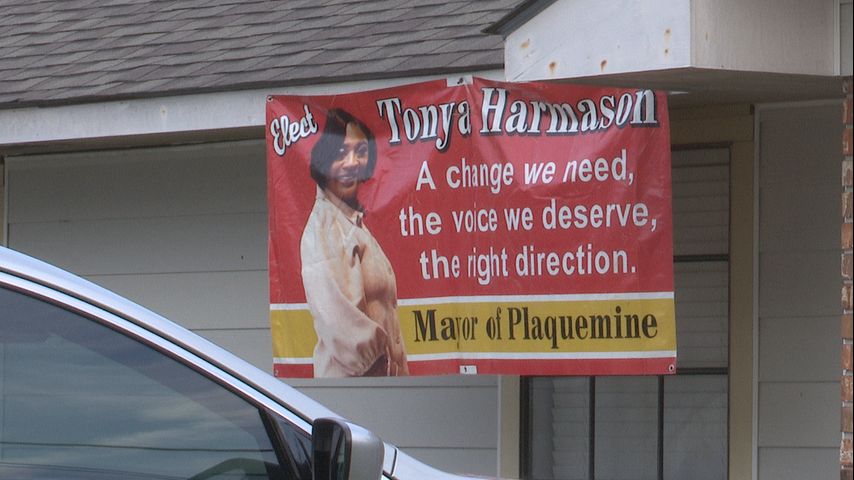 Elect Tonya Harmason
A change we need,
the voice we deserve,
the right direction.
Mayor of Plaquemine